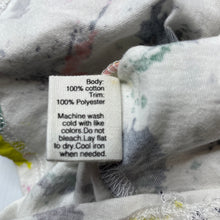 Body:
100% cotton
Trim:
100% Polyester
Machine wash
cold with like
colors.Do not
bleach.Lay flat
to dry.Cool iron
when needed.